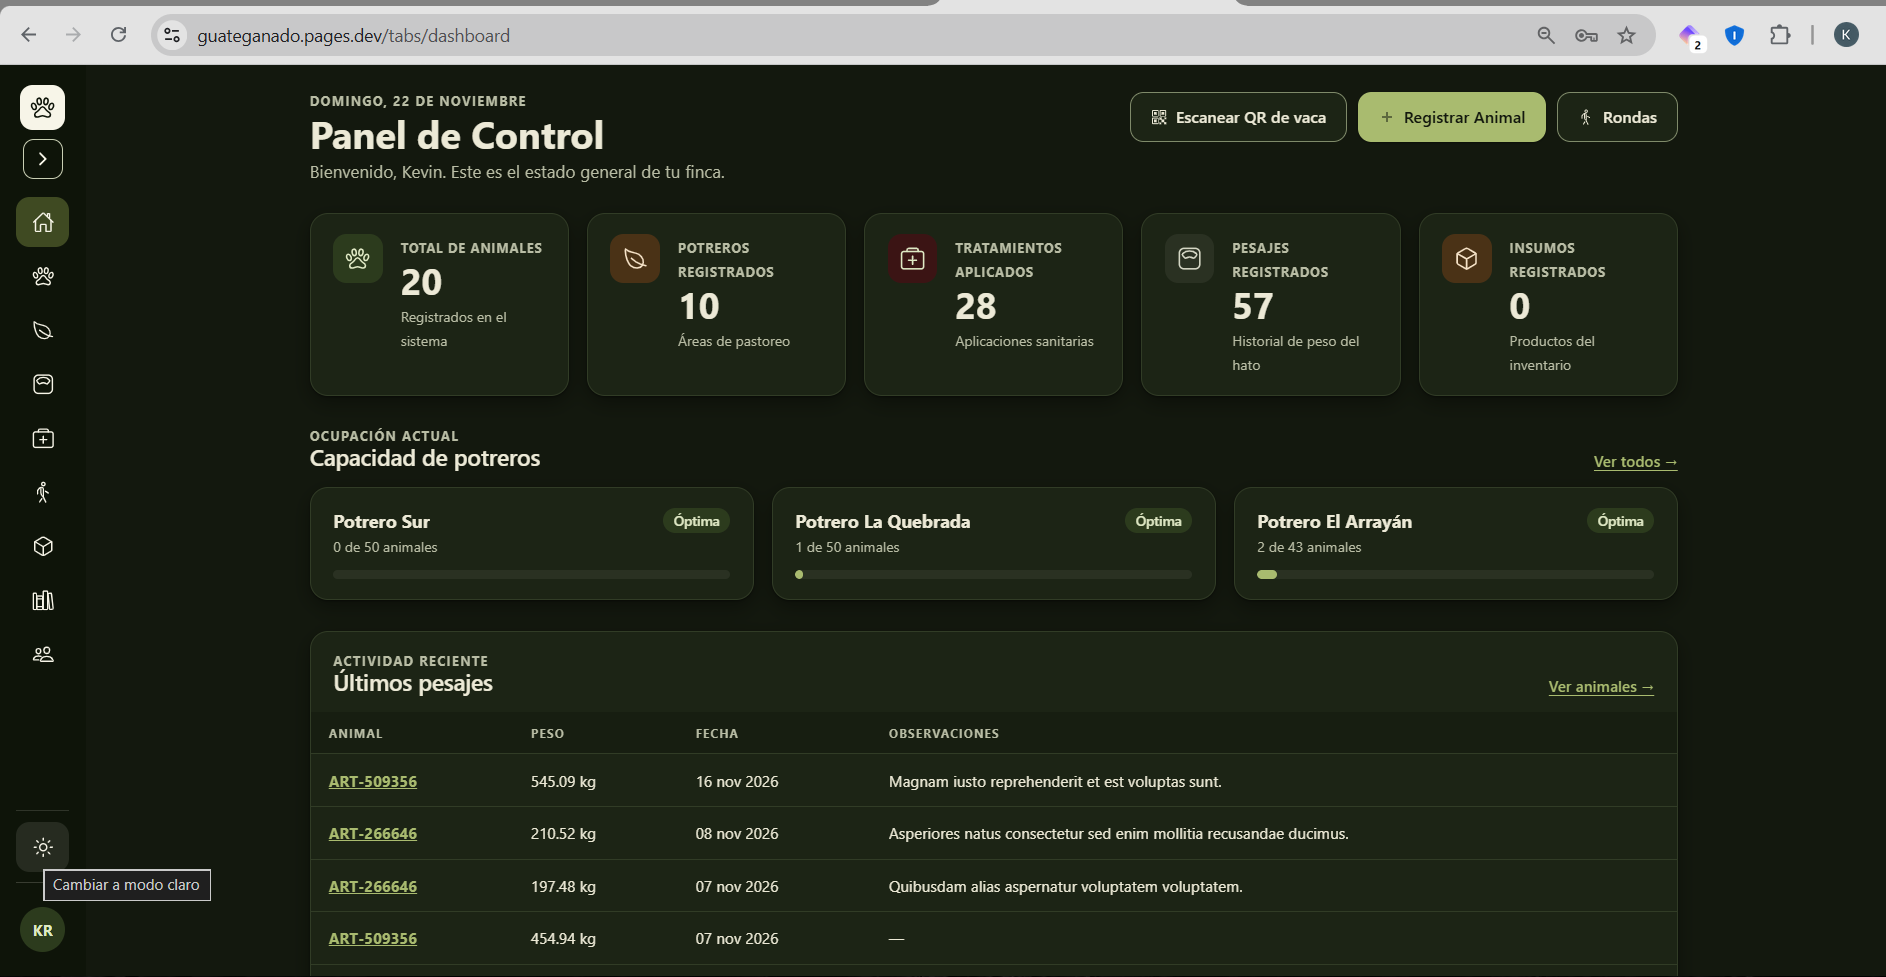 guateganado.pages.dev/tabs/dashboard
2
K
DOMINGO, 22 DE NOVIEMBRE
Panel de Control
Bienvenido, Kevin. Este es el estado general de tu finca.
Escanear QR de vaca
+ Registrar Animal
Rondas
TOTAL DE ANIMALES
20
Registrados en el
sistema
POTREROS
REGISTRADOS
10
Áreas de pastoreo
TRATAMIENTOS
APLICADOS
28
Aplicaciones sanitarias
PESAJES
REGISTRADOS
57
Historial de peso del
hato
INSUMOS
REGISTRADOS
0
Productos del
inventario
OCUPACIÓN ACTUAL
Capacidad de potreros
Ver todos →
Potrero Sur
Óptima
0 de 50 animales
Potrero La Quebrada
Óptima
1 de 50 animales
Potrero El Arrayán
Óptima
2 de 43 animales
ACTIVIDAD RECIENTE
Últimos pesajes
Ver animales →
ANIMAL PESO FECHA OBSERVACIONES
ART-509356 545.09 kg 16 nov 2026 Magnam iusto reprehenderit et est voluptas sunt.
ART-266646 210.52 kg 08 nov 2026 Asperiores natus consectetur sed enim mollitia recusandae ducimus.
ART-266646 197.48 kg 07 nov 2026 Quibusdam alias aspernatur voluptatem voluptatem.
ART-509356 454.94 kg 07 nov 2026 —
Cambiar a modo claro
KR